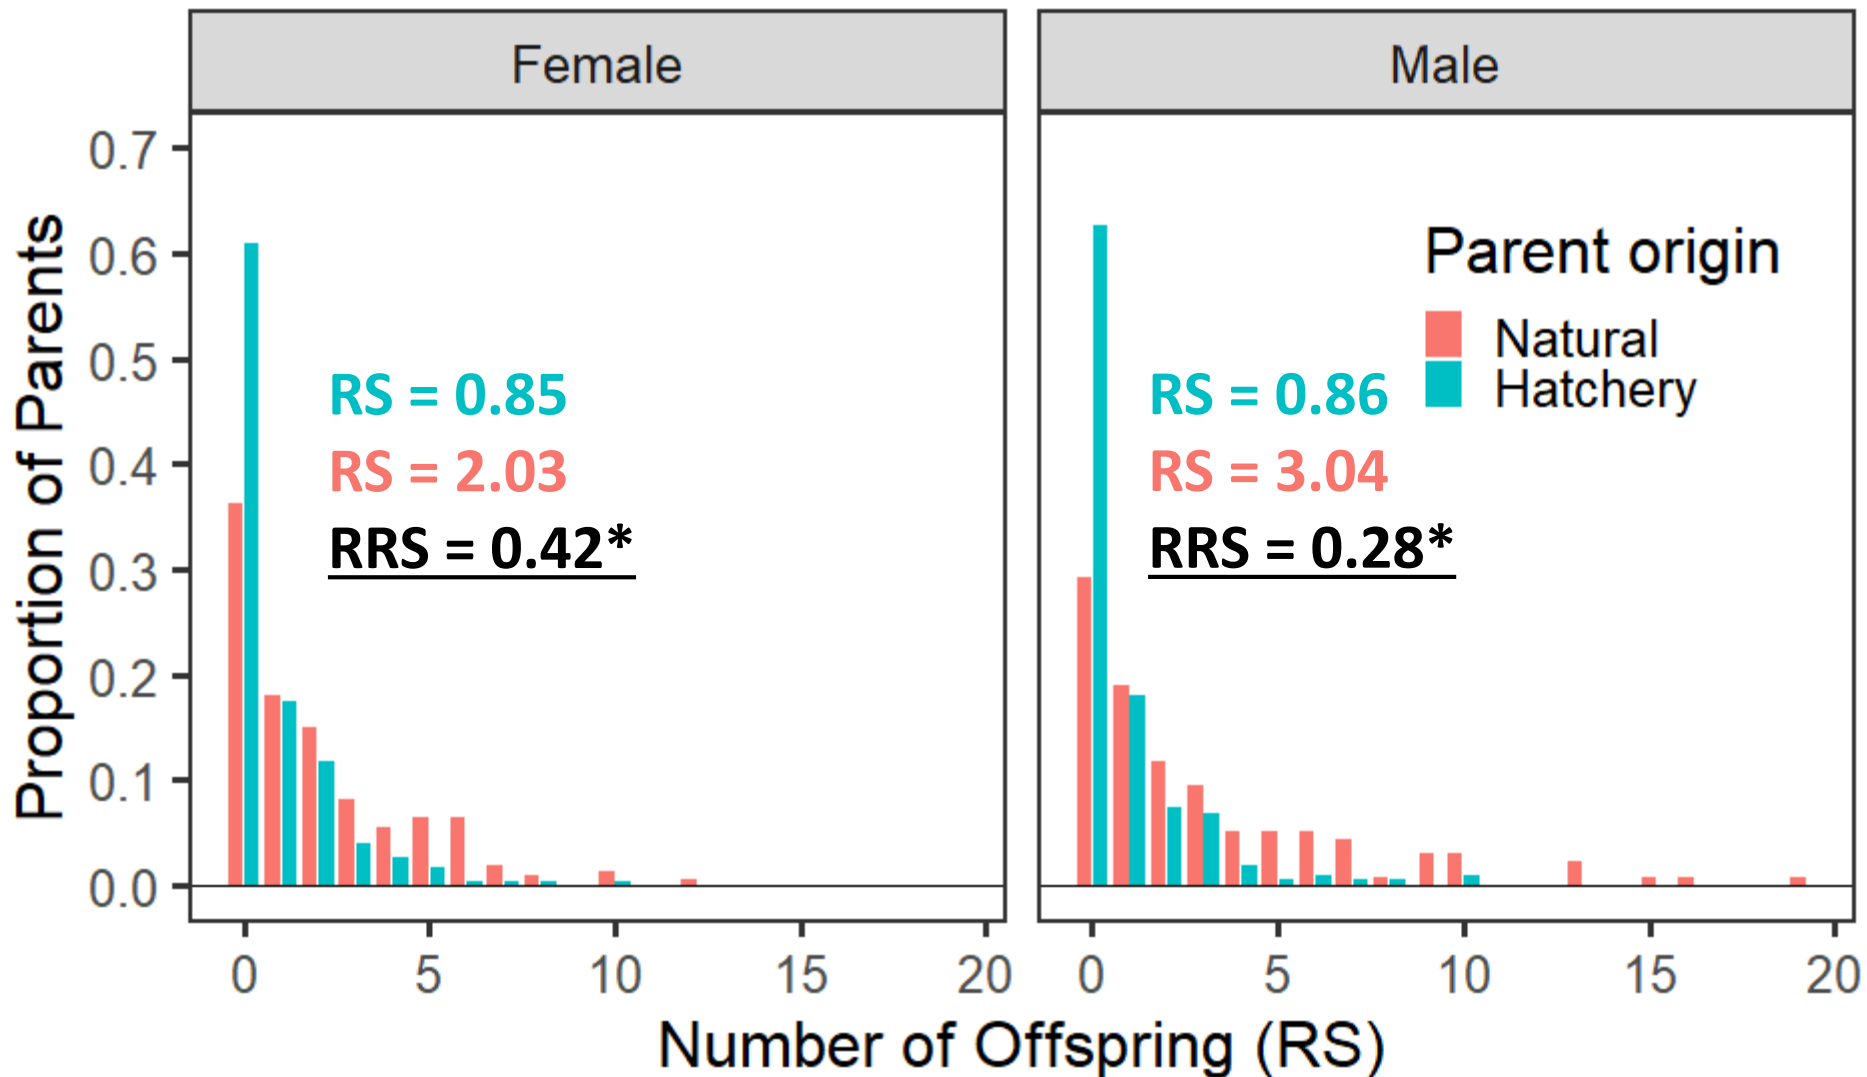 Female
Male
Proportion of Parents
0.7
0.6
0.5
0.4
0.3
0.2
0.1
0.0
RS = 0.85
RS = 2.03
RRS = 0.42*
RS = 0.86
RS = 3.04
RRS = 0.28*
Parent origin
Natural
Hatchery
0 5 10 15 20
0 5 10 15 20
Number of Offspring (RS)